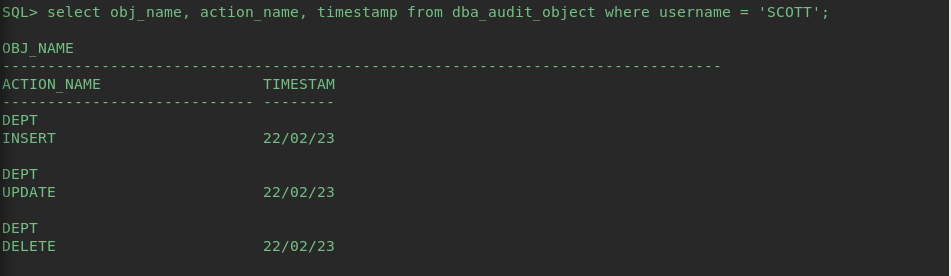 SQL> select obj_name, action_name, timestamp from dba_audit_object where username = 'SCOTT';
OBJ_NAME
--------------------------------------------------------------------------------
ACTION_NAME                  TIMESTAM
---------------------------- --------
DEPT
INSERT                       22/02/23
DEPT
UPDATE                       22/02/23
DEPT
DELETE                       22/02/23